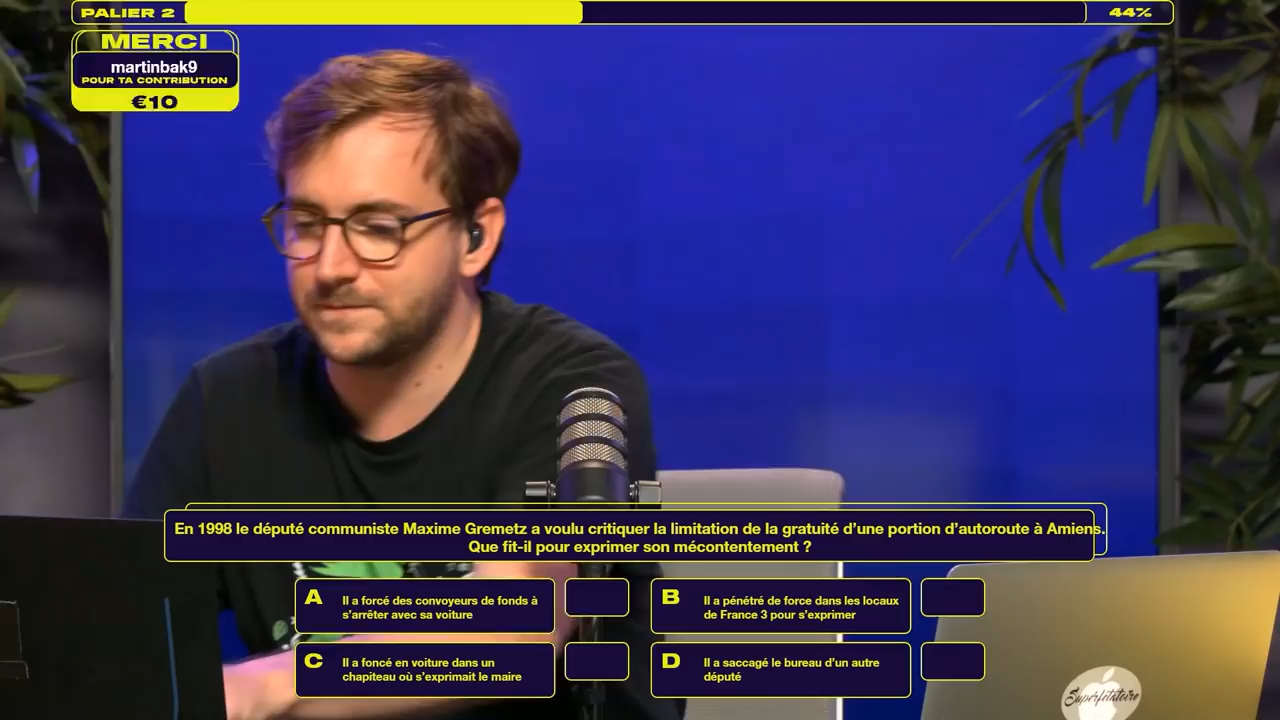 PALIER 2
44%
MERCI
martinbak9
POUR TA CONTRIBUTION
€10
En 1998 le député communiste Maxime Gremetz a voulu critiquer la limitation de la gratuité d'une portion d'autoroute à Amiens.
Que fit-il pour exprimer son mécontentement ?
A
Il a forcé des convoyeurs de fonds à
s'arrêter avec sa voiture
B
Il a pénétré de force dans les locaux
de France 3 pour s'exprimer
C
Il a foncé en voiture dans un
chapiteau où s'exprimait le maire
D
Il a saccagé le bureau d'un autre
député
Superfétatoire